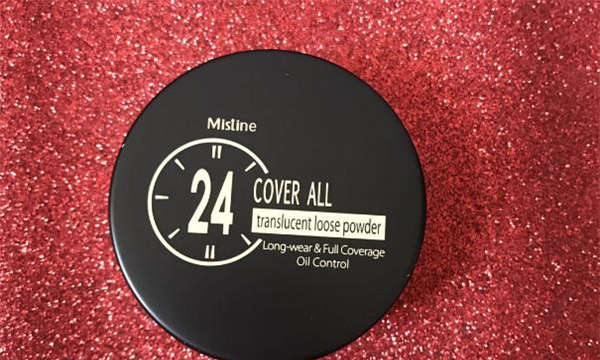 Mistine
24
COVER ALL
translucent loose powder
Long-wear & Full Coverage
Oil Control